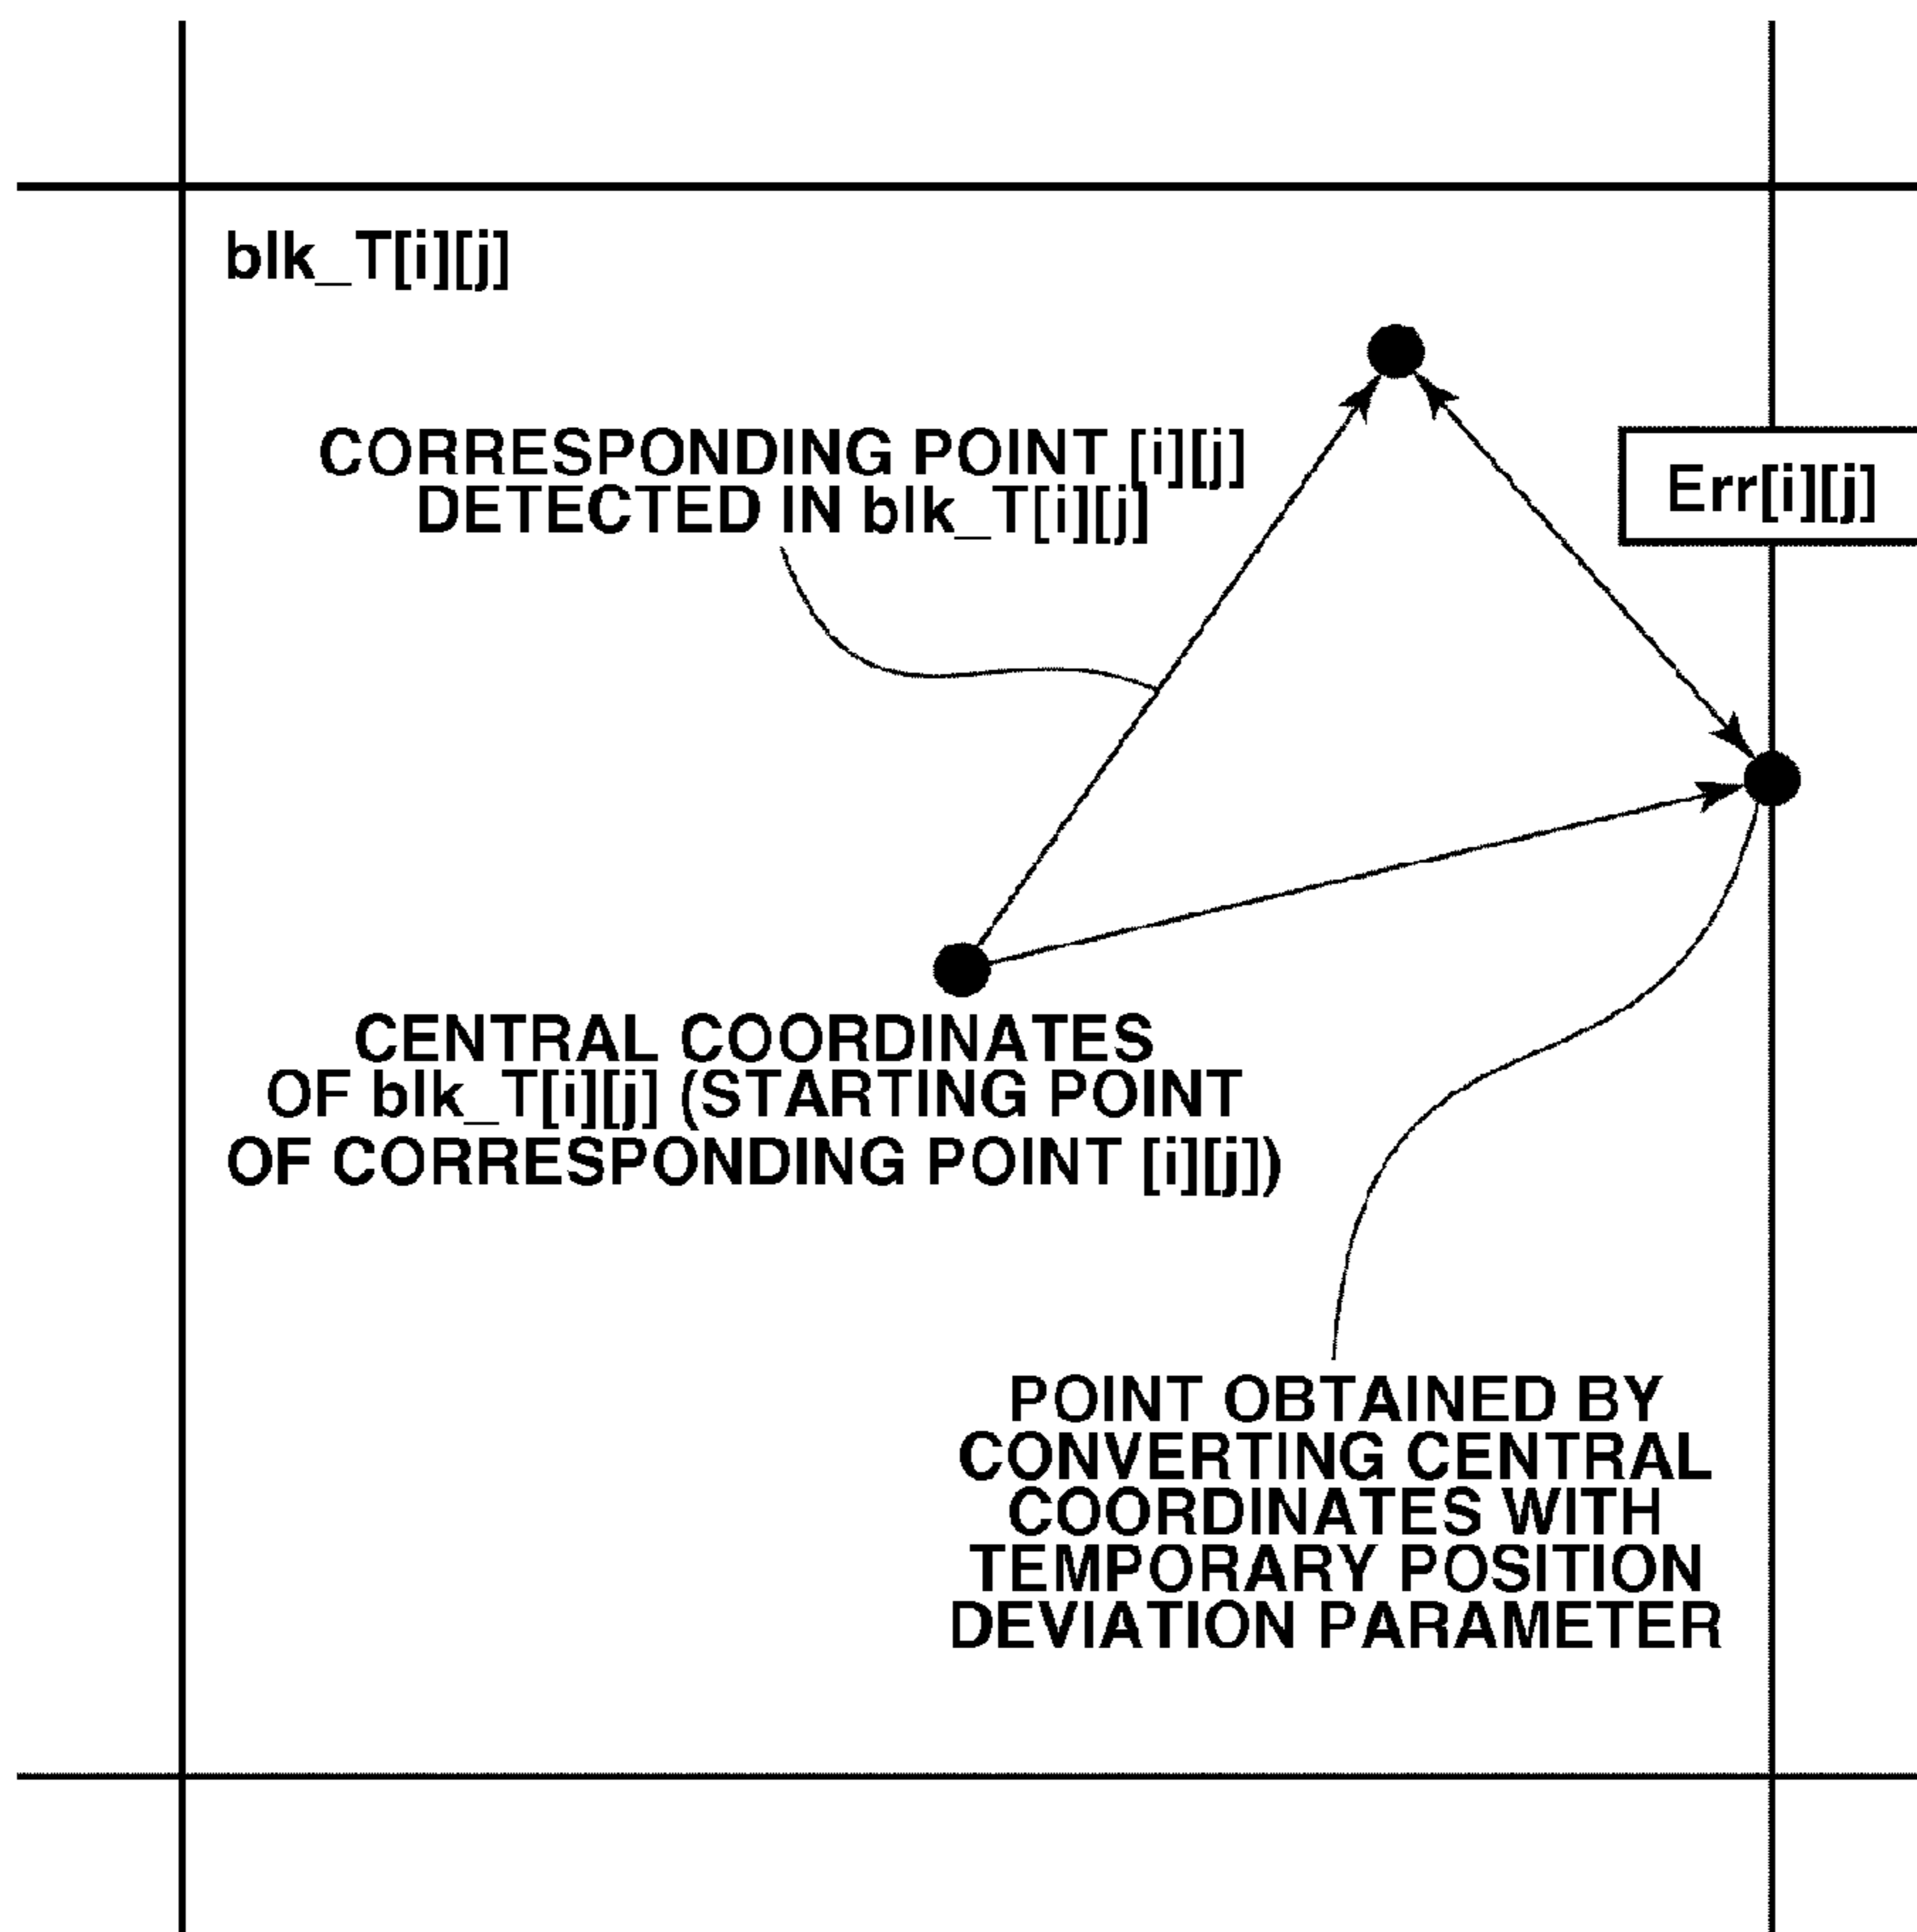 blk_T[i][j]
CORRESPONDING POINT [i][j]
DETECTED IN blk_T[i][j]
Err[i][j]
CENTRAL COORDINATES
OF blk_T[i][j] (STARTING POINT
OF CORRESPONDING POINT [i][j])
POINT OBTAINED BY
CONVERTING CENTRAL
COORDINATES WITH
TEMPORARY POSITION
DEVIATION PARAMETER